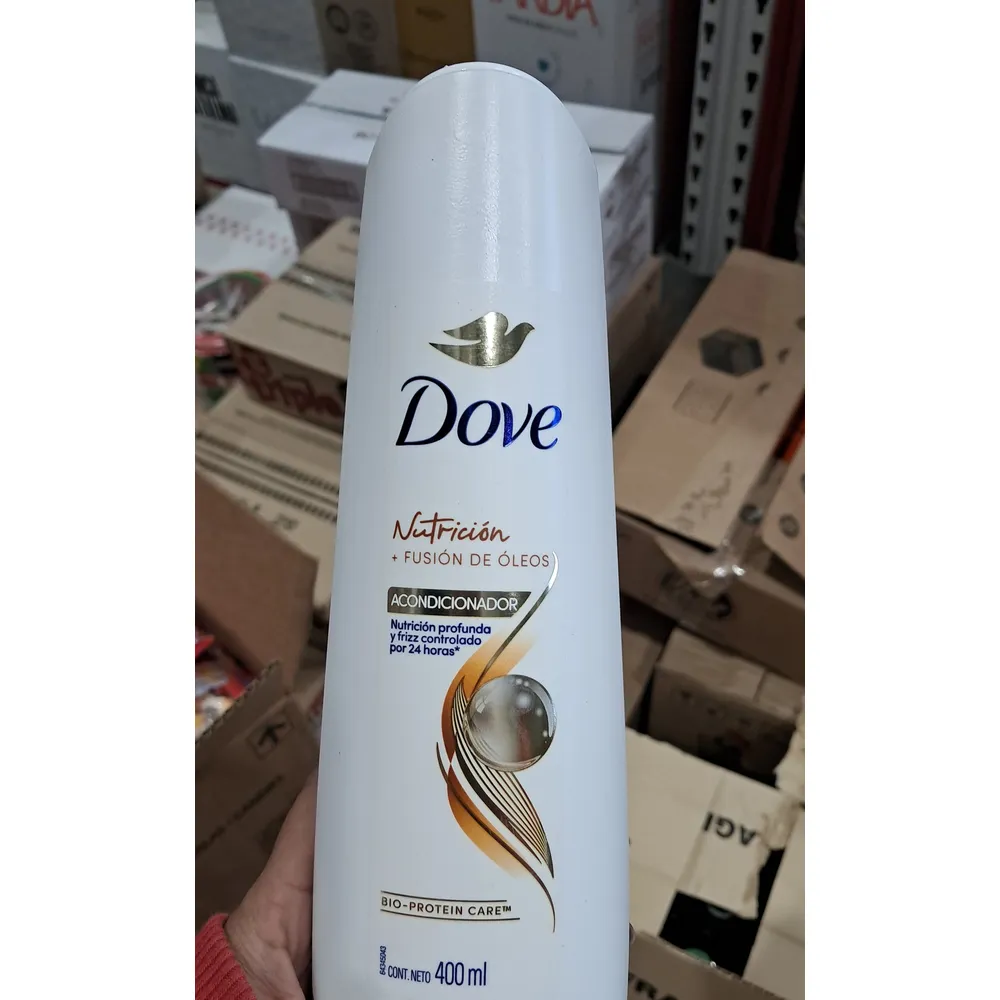 Dove
Nutrición
+ FUSIÓN DE ÓLEOS
ACONDICIONADOR
Nutrición profunda
y frizz controlado
por 24 horas*
BIO-PROTEIN CARE™
CONT. NETO 400 ml